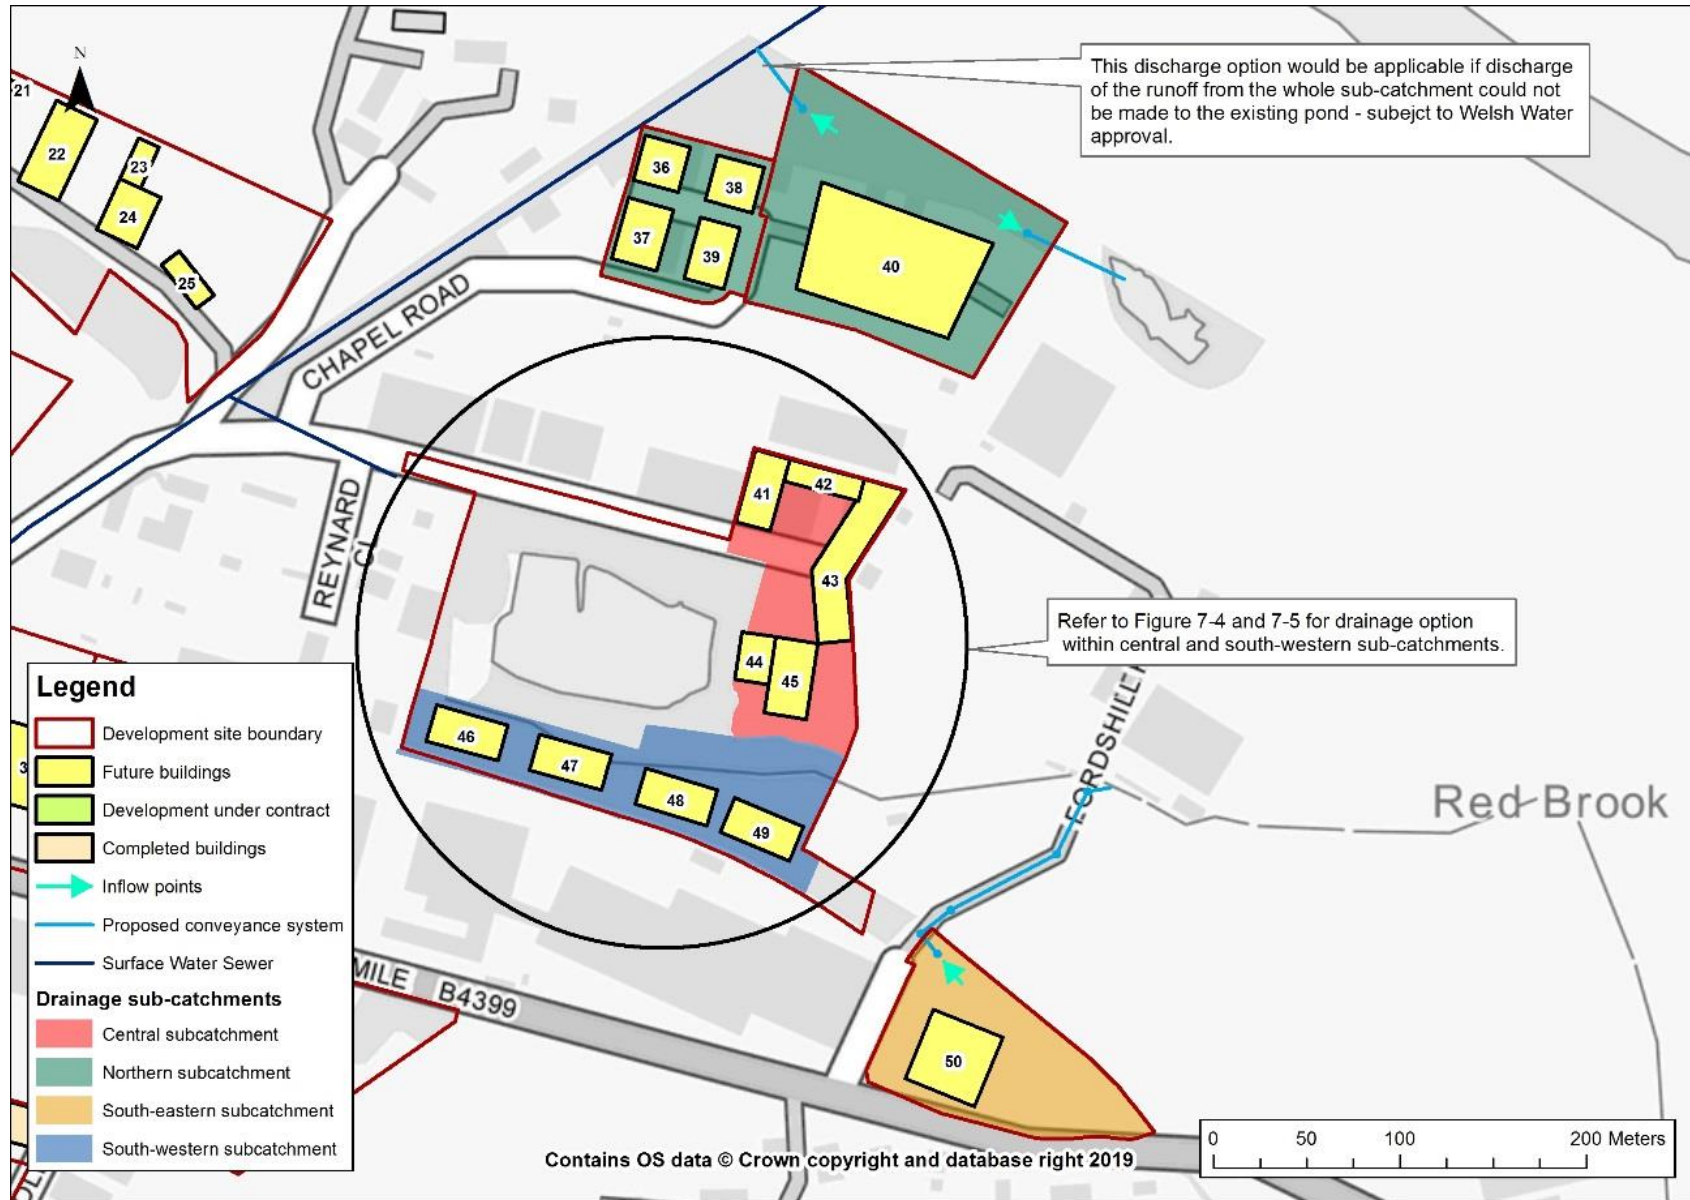 N
21
22
23
24
25
36
38
37
39
40
This discharge option would be applicable if discharge
of the runoff from the whole sub-catchment could not
be made to the existing pond - subejct to Welsh Water
approval.
CHAPEL ROAD
REYNARD
CL
41
42
43
44
45
46
47
48
49
Refer to Figure 7-4 and 7-5 for drainage option
within central and south-western sub-catchments.
FORDSHILL
Red Brook
50
MILE B4399
3
Legend
Development site boundary
Future buildings
Development under contract
Completed buildings
Inflow points
Proposed conveyance system
Surface Water Sewer
Drainage sub-catchments
Central subcatchment
Northern subcatchment
South-eastern subcatchment
South-western subcatchment
Contains OS data © Crown copyright and database right 2019
0 50 100 200 Meters